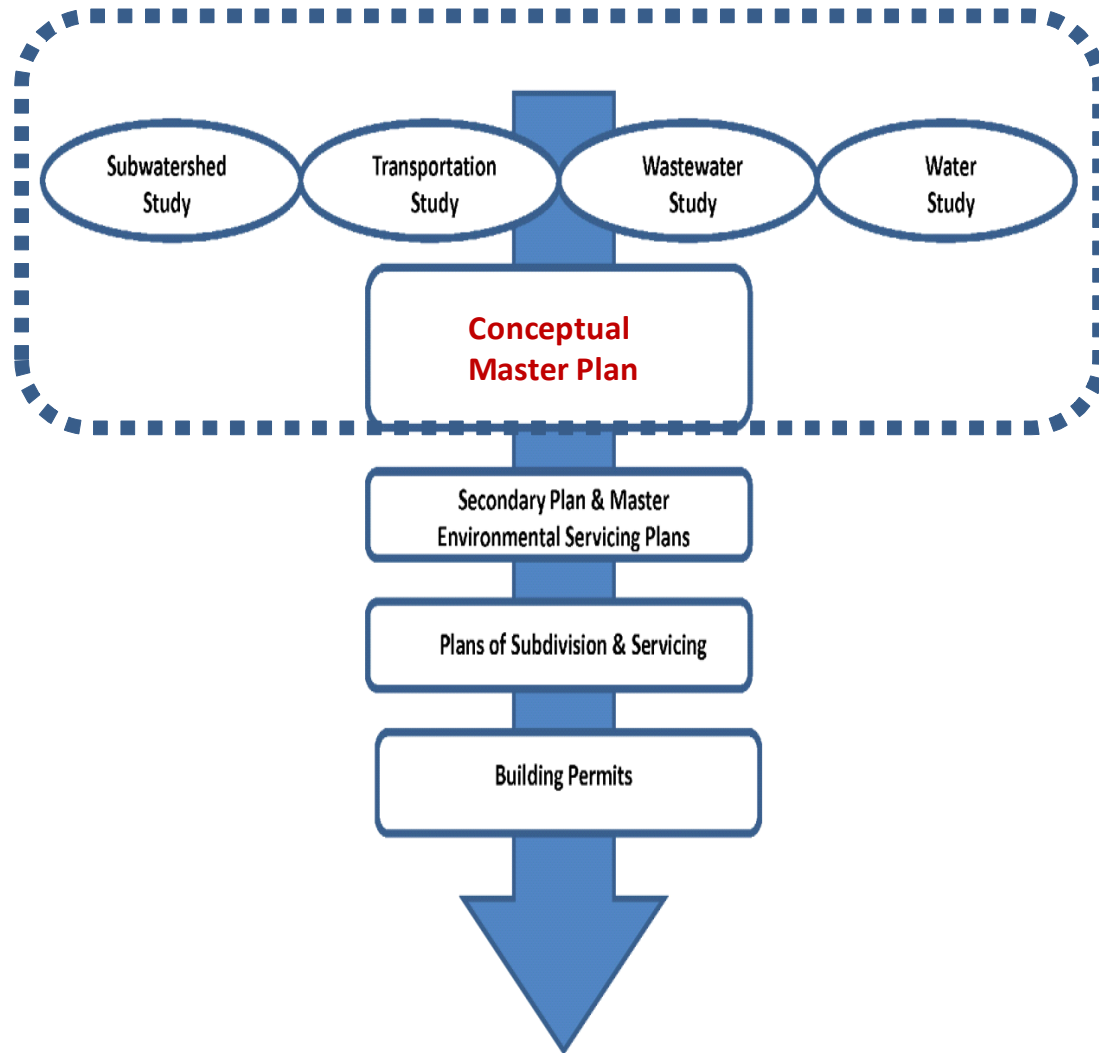 Subwatershed
Study
Transportation
Study
Wastewater
Study
Water
Study
Conceptual
Master Plan
Secondary Plan & Master
Environmental Servicing Plans
Plans of Subdivision & Servicing
Building Permits